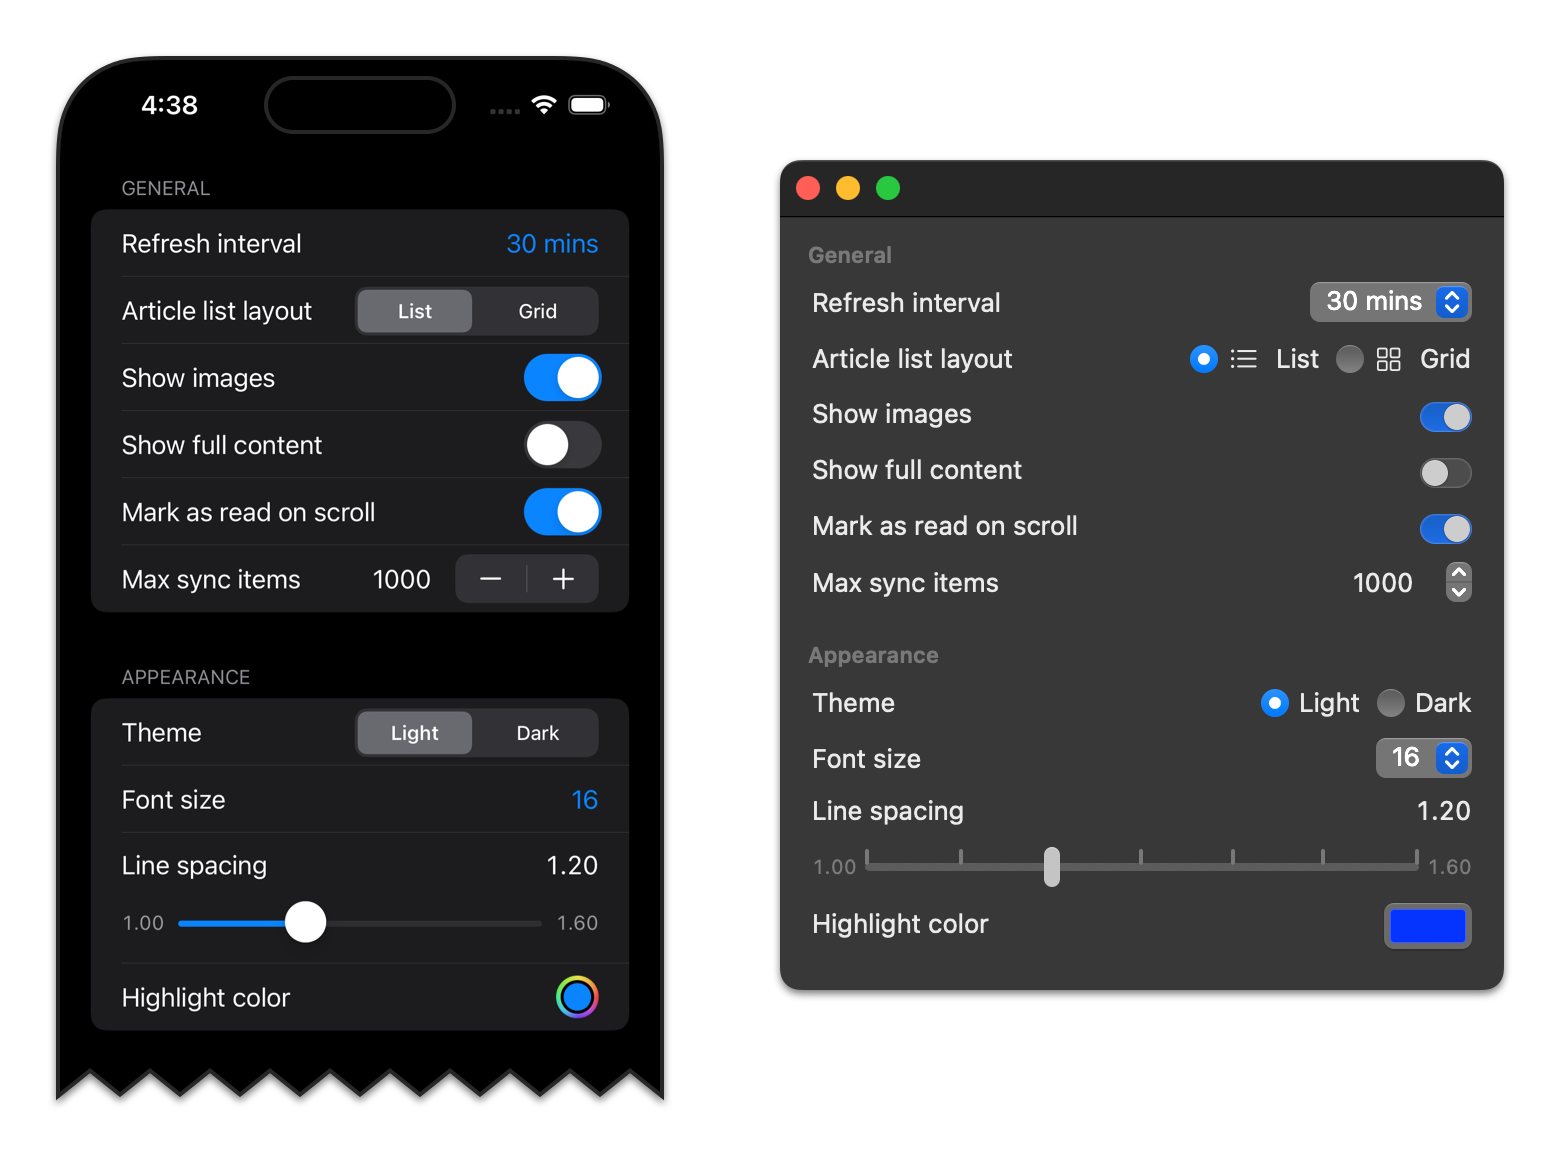 4:38
GENERAL
Refresh interval 30 mins
Article list layout List Grid
Show images
Show full content
Mark as read on scroll
Max sync items 1000 − +
APPEARANCE
Theme Light Dark
Font size 16
Line spacing 1.20
1.00 1.60
Highlight color
General
Refresh interval 30 mins
Article list layout List Grid
Show images
Show full content
Mark as read on scroll
Max sync items 1000
Appearance
Theme Light Dark
Font size 16
Line spacing 1.20
1.00 1.60
Highlight color